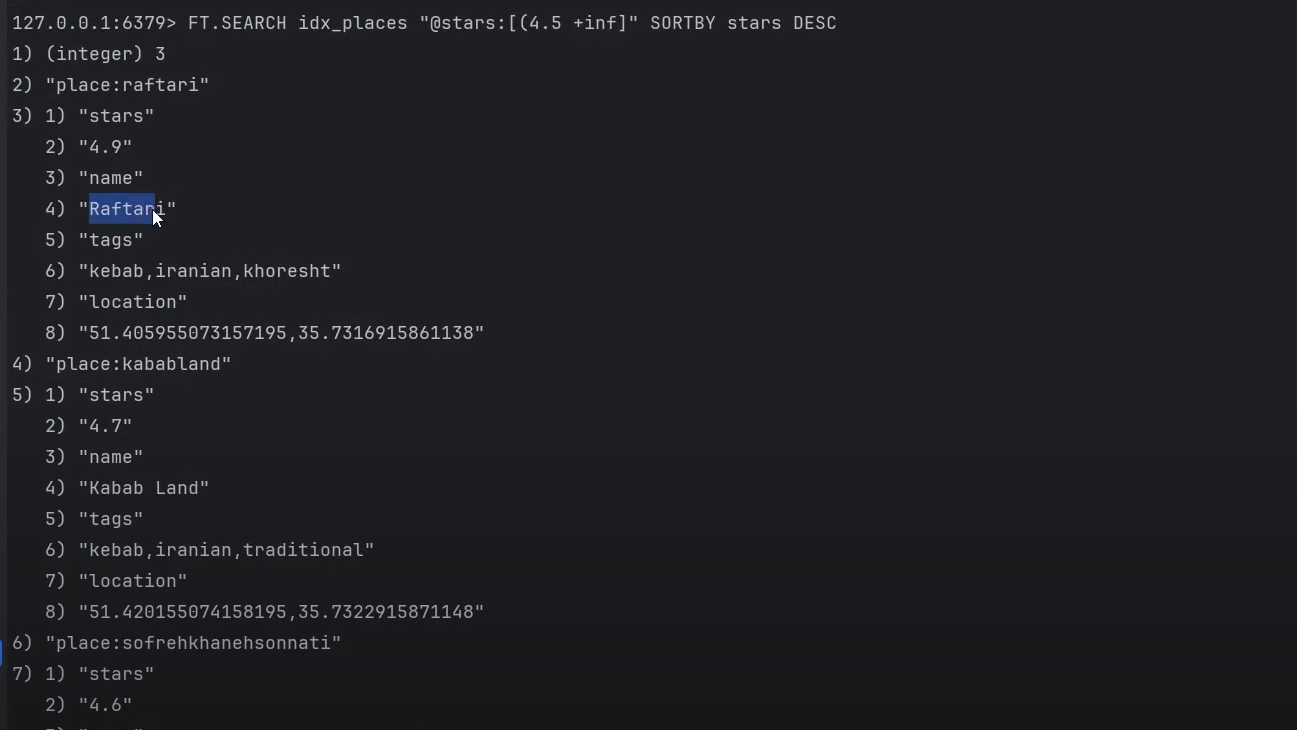 127.0.0.1:6379> FT.SEARCH idx_places "@stars:[(4.5 +inf]" SORTBY stars DESC
1) (integer) 3
2) "place:raftari"
3) 1) "stars"
   2) "4.9"
   3) "name"
   4) "Raftari"
   5) "tags"
   6) "kebab,iranian,khoresht"
   7) "location"
   8) "51.405955073157195,35.7316915861138"
4) "place:kababland"
5) 1) "stars"
   2) "4.7"
   3) "name"
   4) "Kabab Land"
   5) "tags"
   6) "kebab,iranian,traditional"
   7) "location"
   8) "51.420155074158195,35.7322915871148"
6) "place:sofrehkhanehsonnati"
7) 1) "stars"
   2) "4.6"